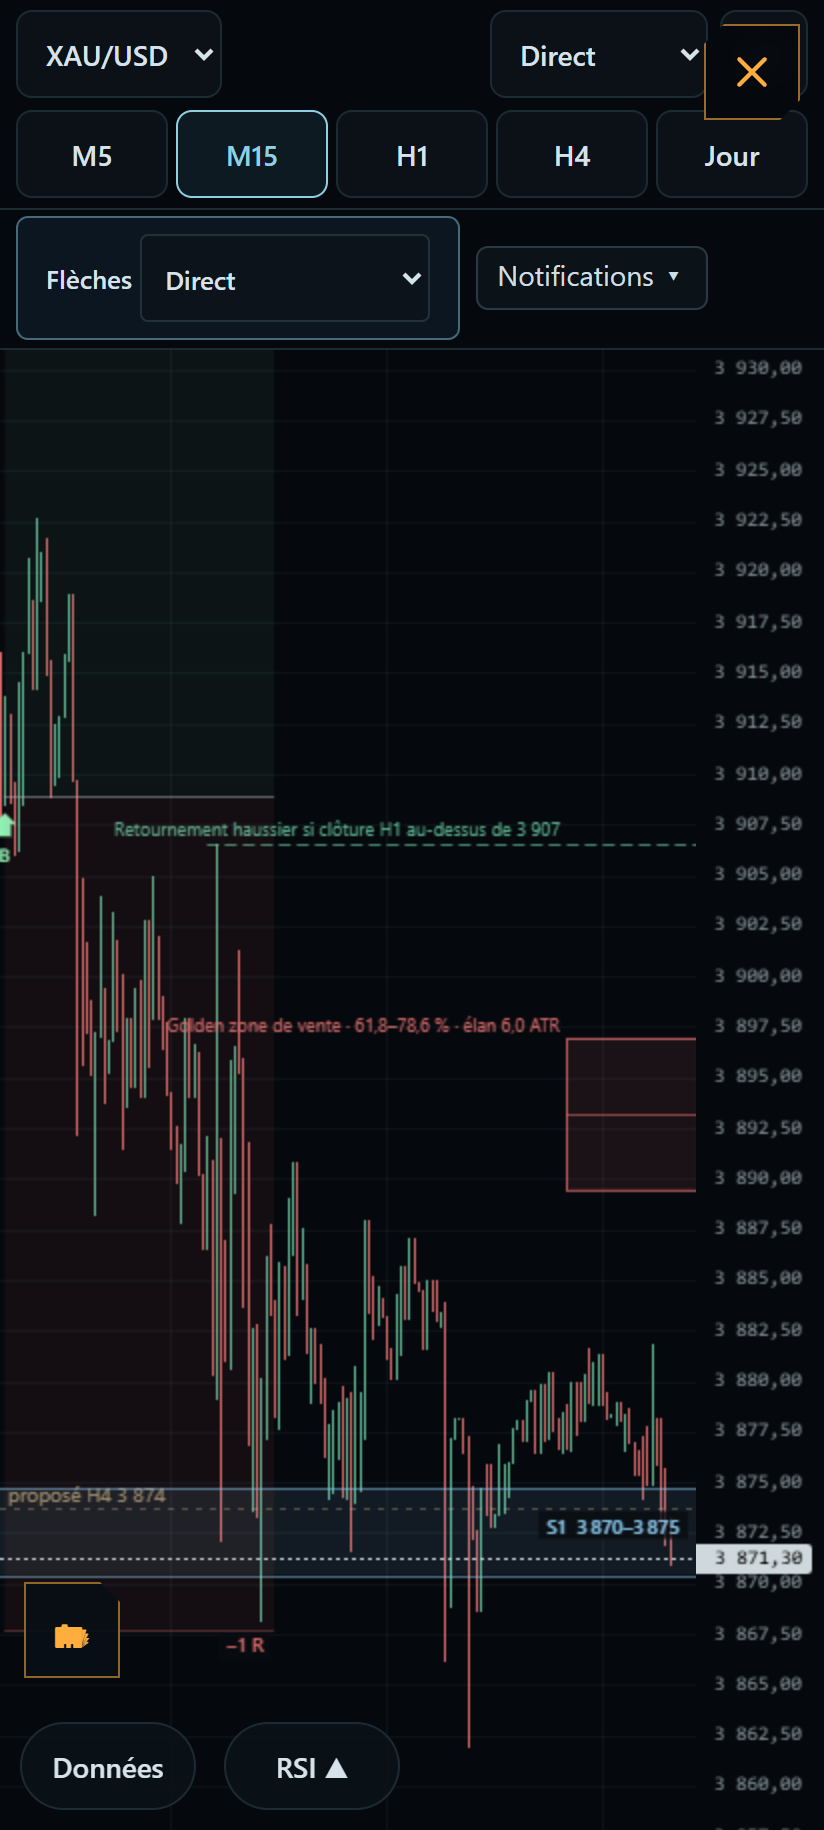 XAU/USD
Direct
M5
M15
H1
H4
Jour
Flèches
Direct
Notifications ▼
3 930,00
3 927,50
3 925,00
3 922,50
3 920,00
3 917,50
3 915,00
3 912,50
3 910,00
Retournement haussier si clôture H1 au-dessus de 3 907
3 907,50
B
3 905,00
3 902,50
3 900,00
Golden zone de vente - 61,8–78,6 % - élan 6,0 ATR
3 897,50
3 895,00
3 892,50
3 890,00
3 887,50
3 885,00
3 882,50
3 880,00
3 877,50
3 875,00
proposé H4 3 874
S1 3 870–3 875
3 872,50
3 871,30
3 870,00
−1 R
3 867,50
3 865,00
3 862,50
Données
RSI ▲
3 860,00